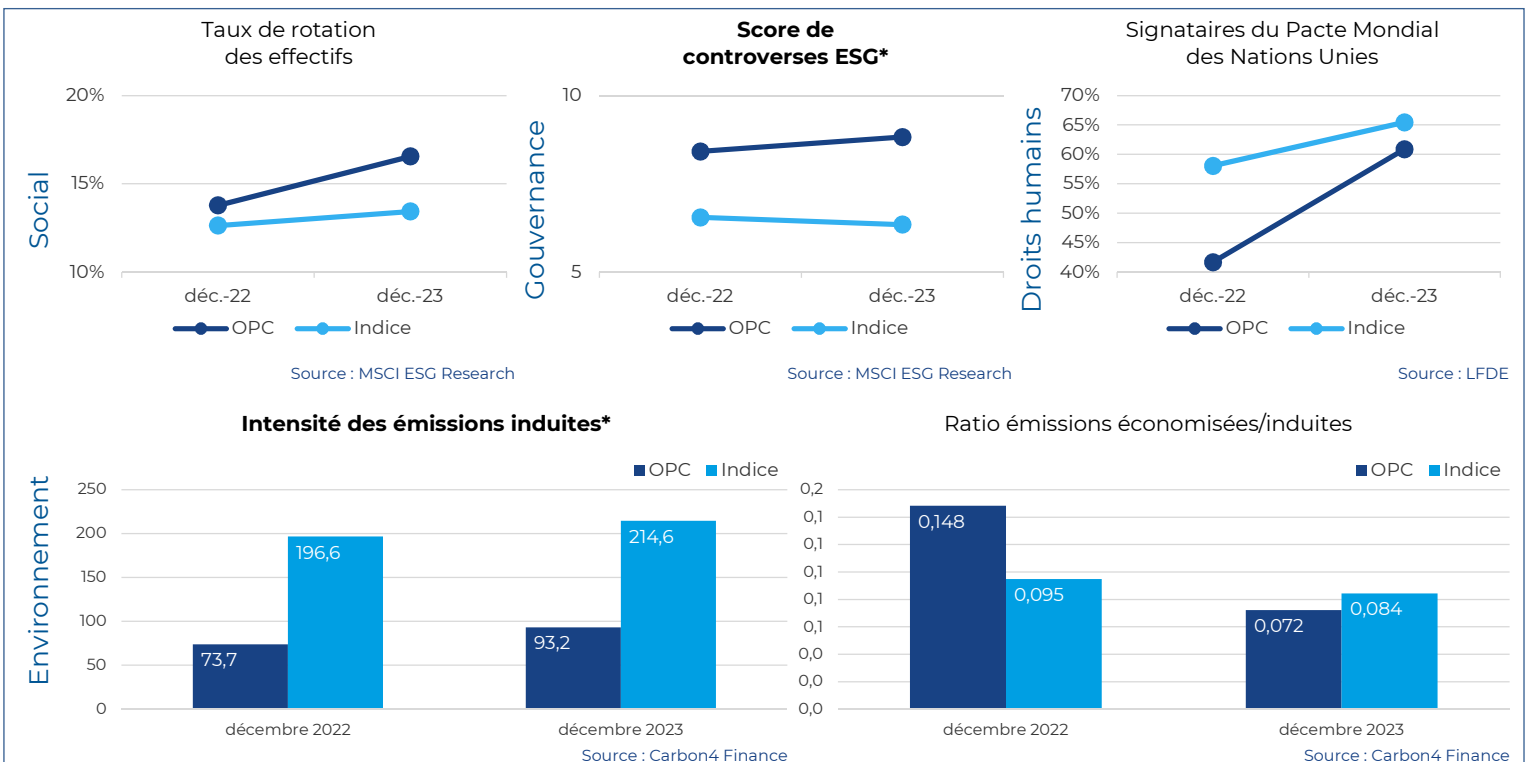 Taux de rotation
des effectifs
Social
20%
15%
10%
déc.-22
déc.-23
OPC
Indice
Source : MSCI ESG Research
Score de
controverses ESG*
Gouvernance
10
5
déc.-22
déc.-23
OPC
Indice
Source : MSCI ESG Research
Signataires du Pacte Mondial
des Nations Unies
Droits humains
70%
65%
60%
55%
50%
45%
40%
déc.-22
déc.-23
OPC
Indice
Source : LFDE
Intensité des émissions induites*
Environnement
OPC
Indice
250
200
150
100
50
0
73,7
196,6
93,2
214,6
décembre 2022
décembre 2023
Source : Carbon4 Finance
Ratio émissions économisées/induites
OPC
Indice
0,2
0,1
0,1
0,1
0,1
0,1
0,0
0,0
0,0
0,148
0,095
0,072
0,084
décembre 2022
décembre 2023
Source : Carbon4 Finance